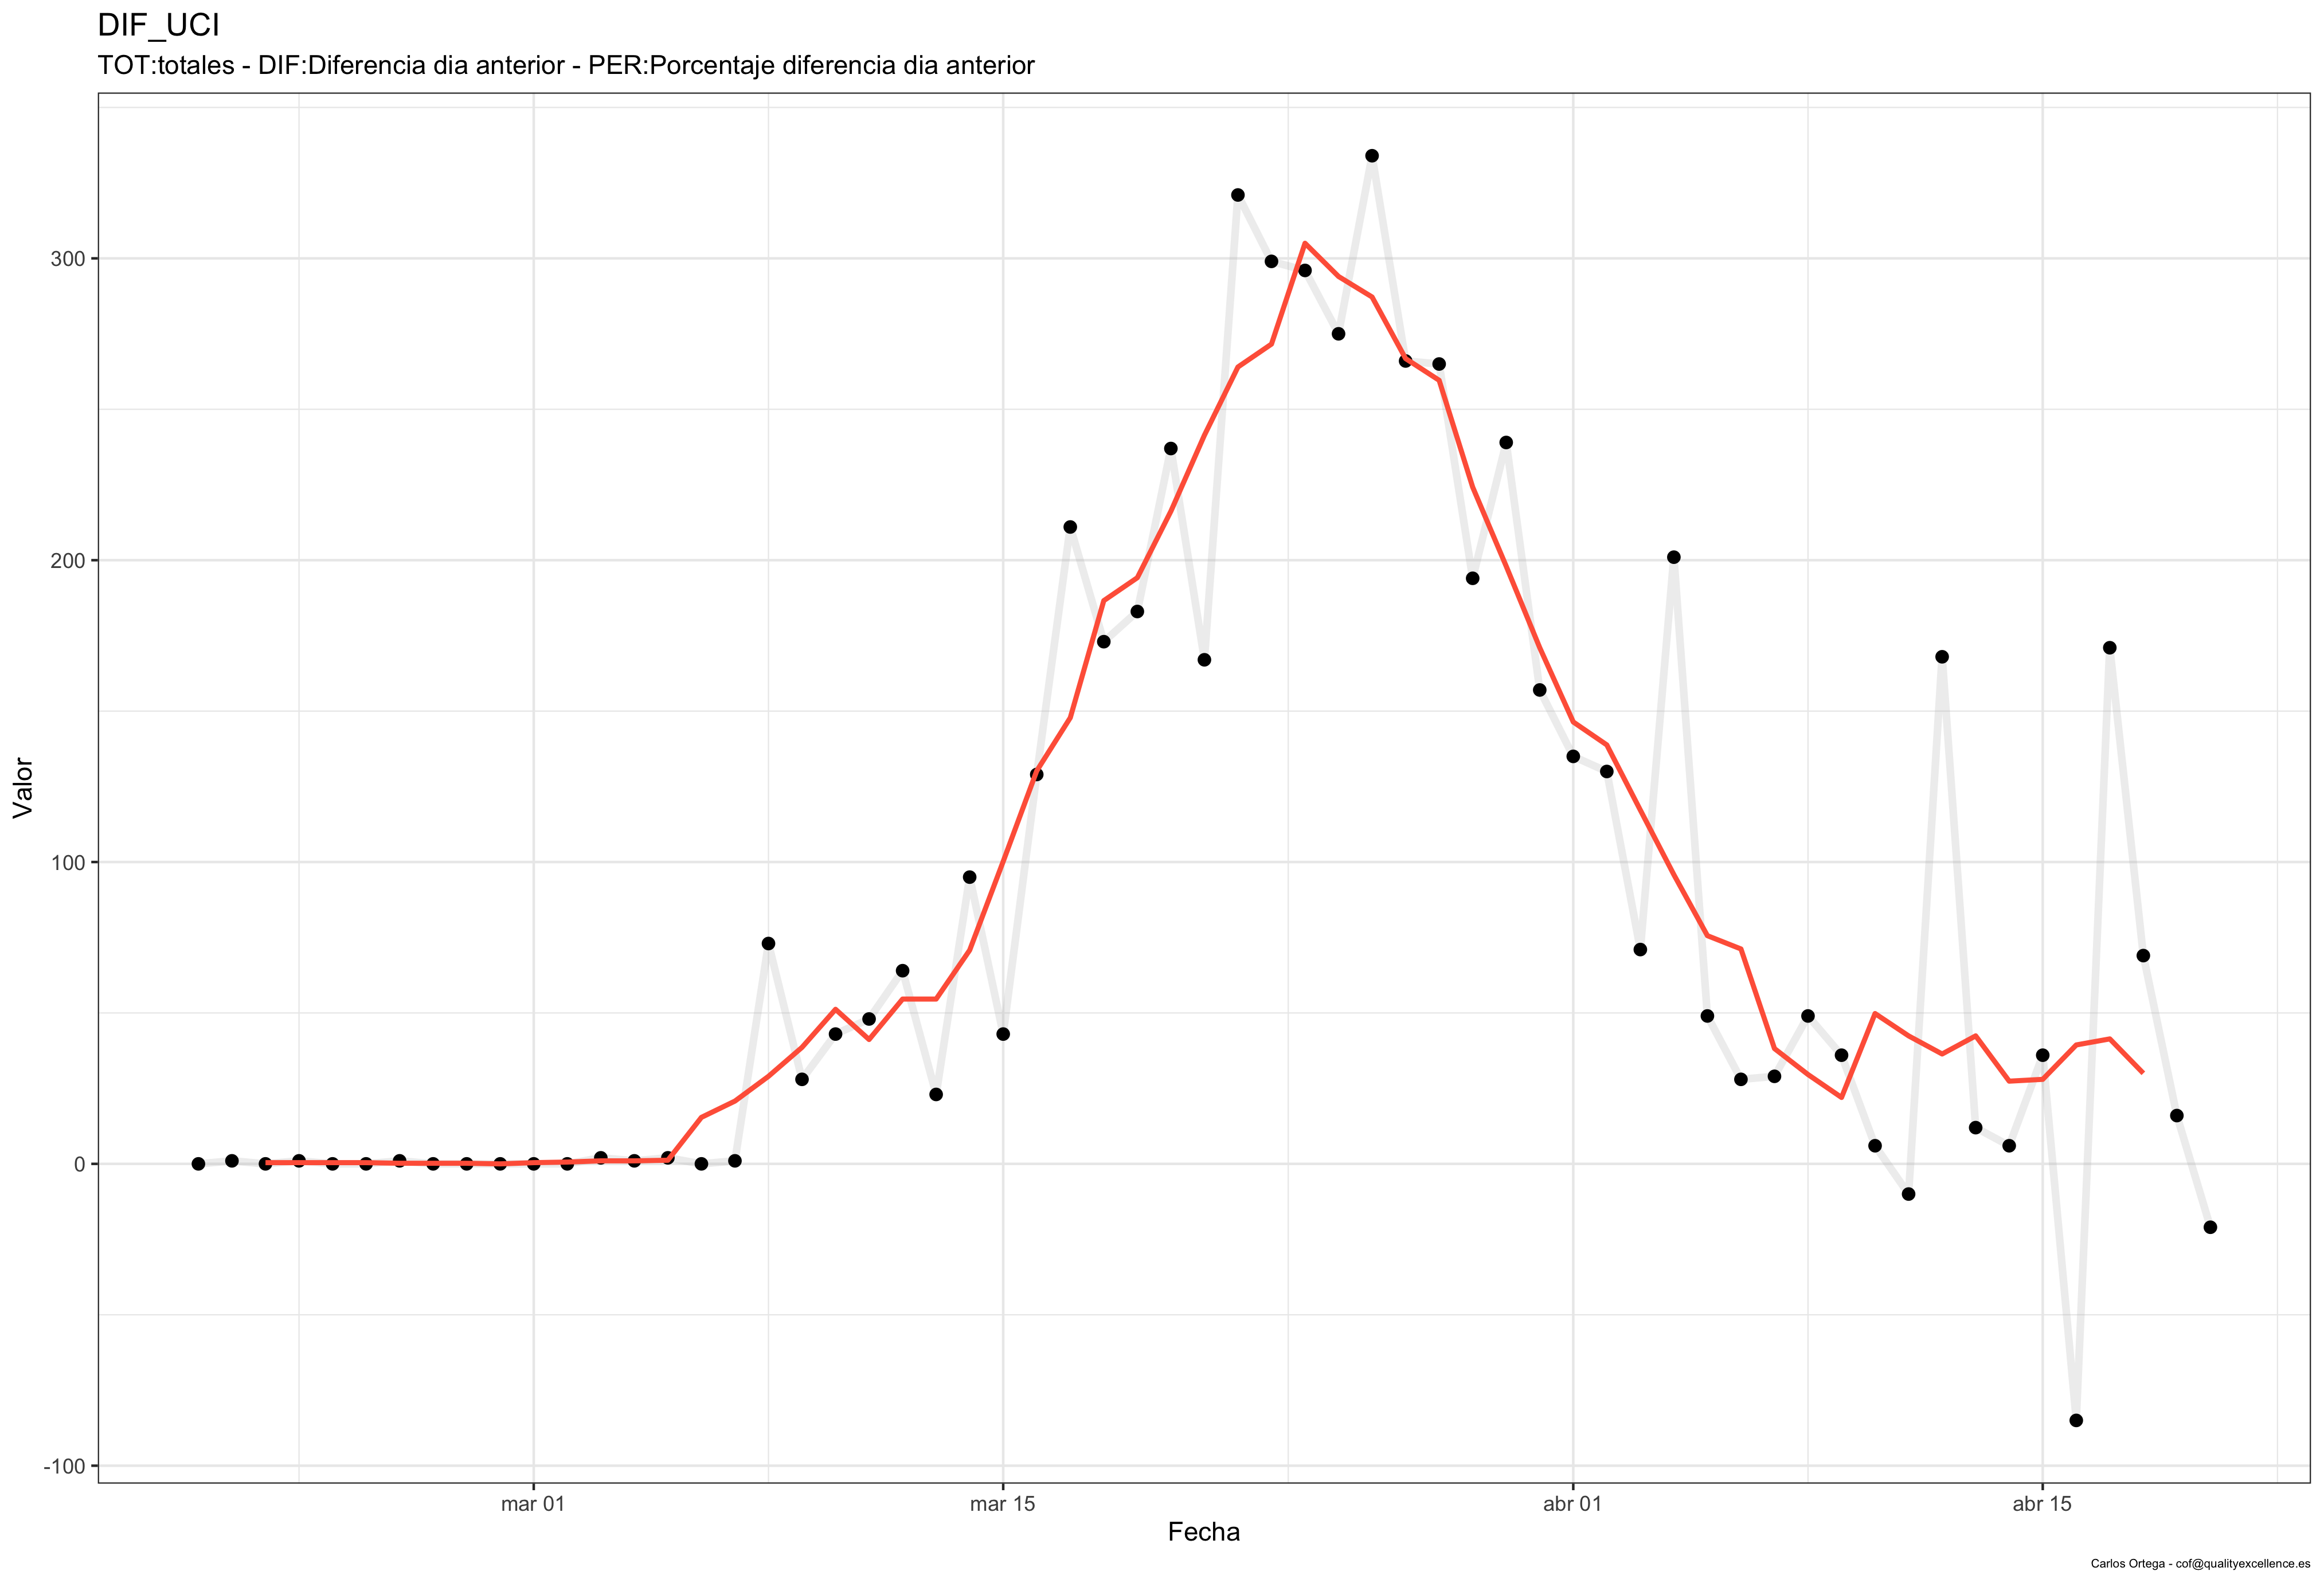 DIF_UCI
TOT:totales - DIF:Diferencia dia anterior - PER:Porcentaje diferencia dia anterior
Valor
300
200
100
0
-100
mar 01
mar 15
abr 01
abr 15
Fecha
Carlos Ortega - cof@qualityexcellence.es